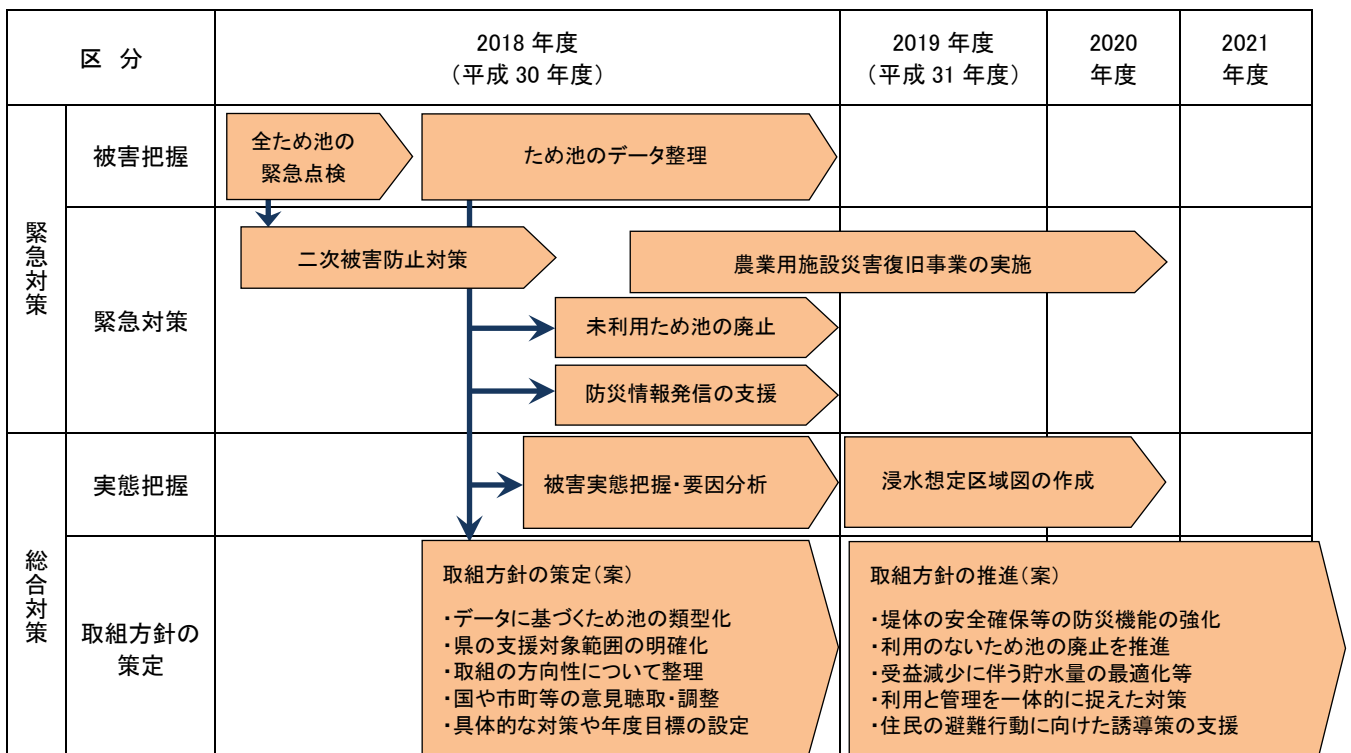 区 分
2018 年度
（平成 30 年度）
2019 年度
（平成 31 年度）
2020
年度
2021
年度
緊急対策
被害把握
全ため池の
緊急点検
ため池のデータ整理
緊急対策
二次被害防止対策
農業用施設災害復旧事業の実施
未利用ため池の廃止
防災情報発信の支援
総合対策
実態把握
被害実態把握・要因分析
浸水想定区域図の作成
取組方針の
策定
取組方針の策定（案）
・データに基づくため池の類型化
・県の支援対象範囲の明確化
・取組の方向性について整理
・国や市町等の意見聴取・調整
・具体的な対策や年度目標の設定
取組方針の推進（案）
・堤体の安全確保等の防災機能の強化
・利用のないため池の廃止を推進
・受益減少に伴う貯水量の最適化等
・利用と管理を一体的に捉えた対策
・住民の避難行動に向けた誘導策の支援